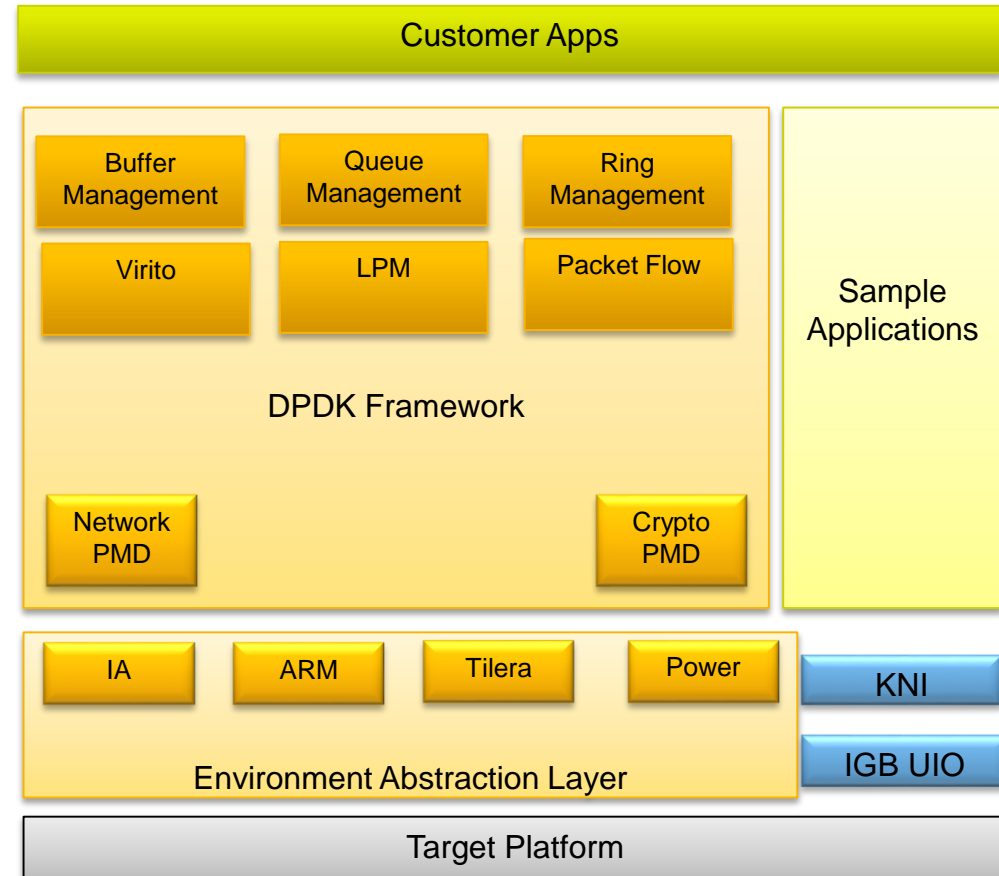 Customer Apps
Buffer
Management
Queue
Management
Ring
Management
Virito
LPM
Packet Flow
Sample
Applications
DPDK Framework
Network
PMD
Crypto
PMD
IA
ARM
Tilera
Power
KNI
IGB UIO
Environment Abstraction Layer
Target Platform